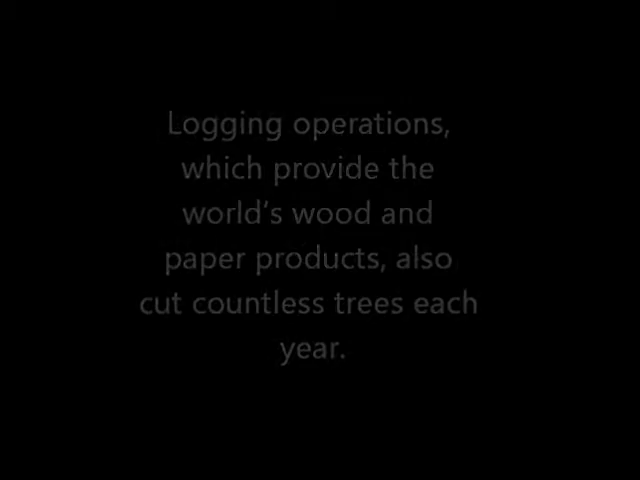 Logging operations,
which provide the
world’s wood and
paper products, also
cut countless trees each
year.